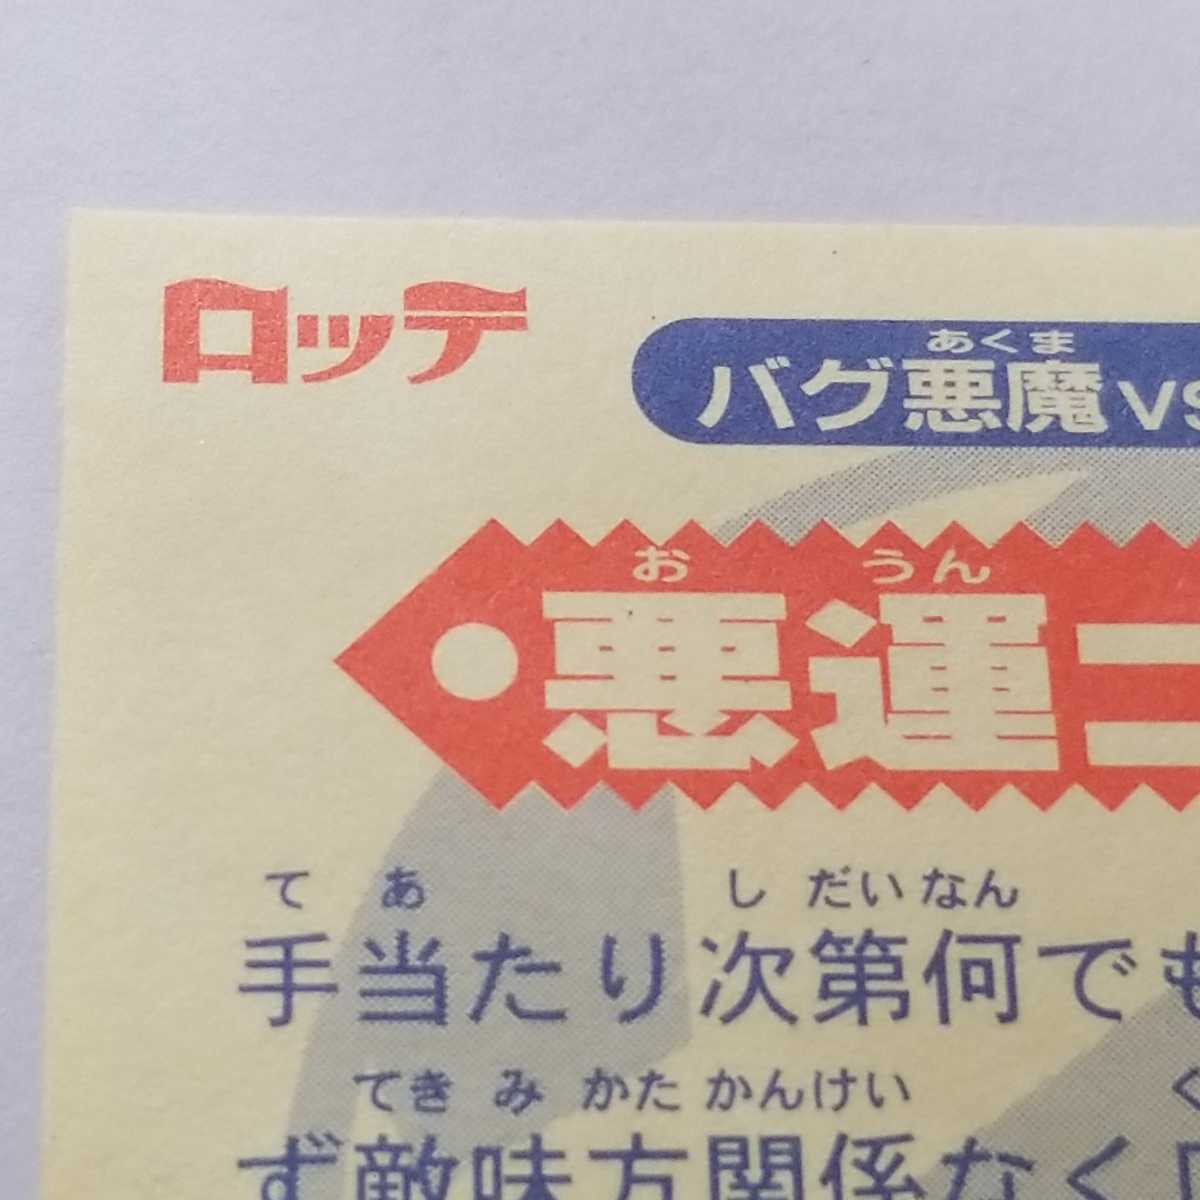 ロッテ
あくま
バグ悪魔VS
お うん
悪運
て あ し だい なん
手当たり次第何でも
てき み かた かんけい く
ず敵味方関係なく